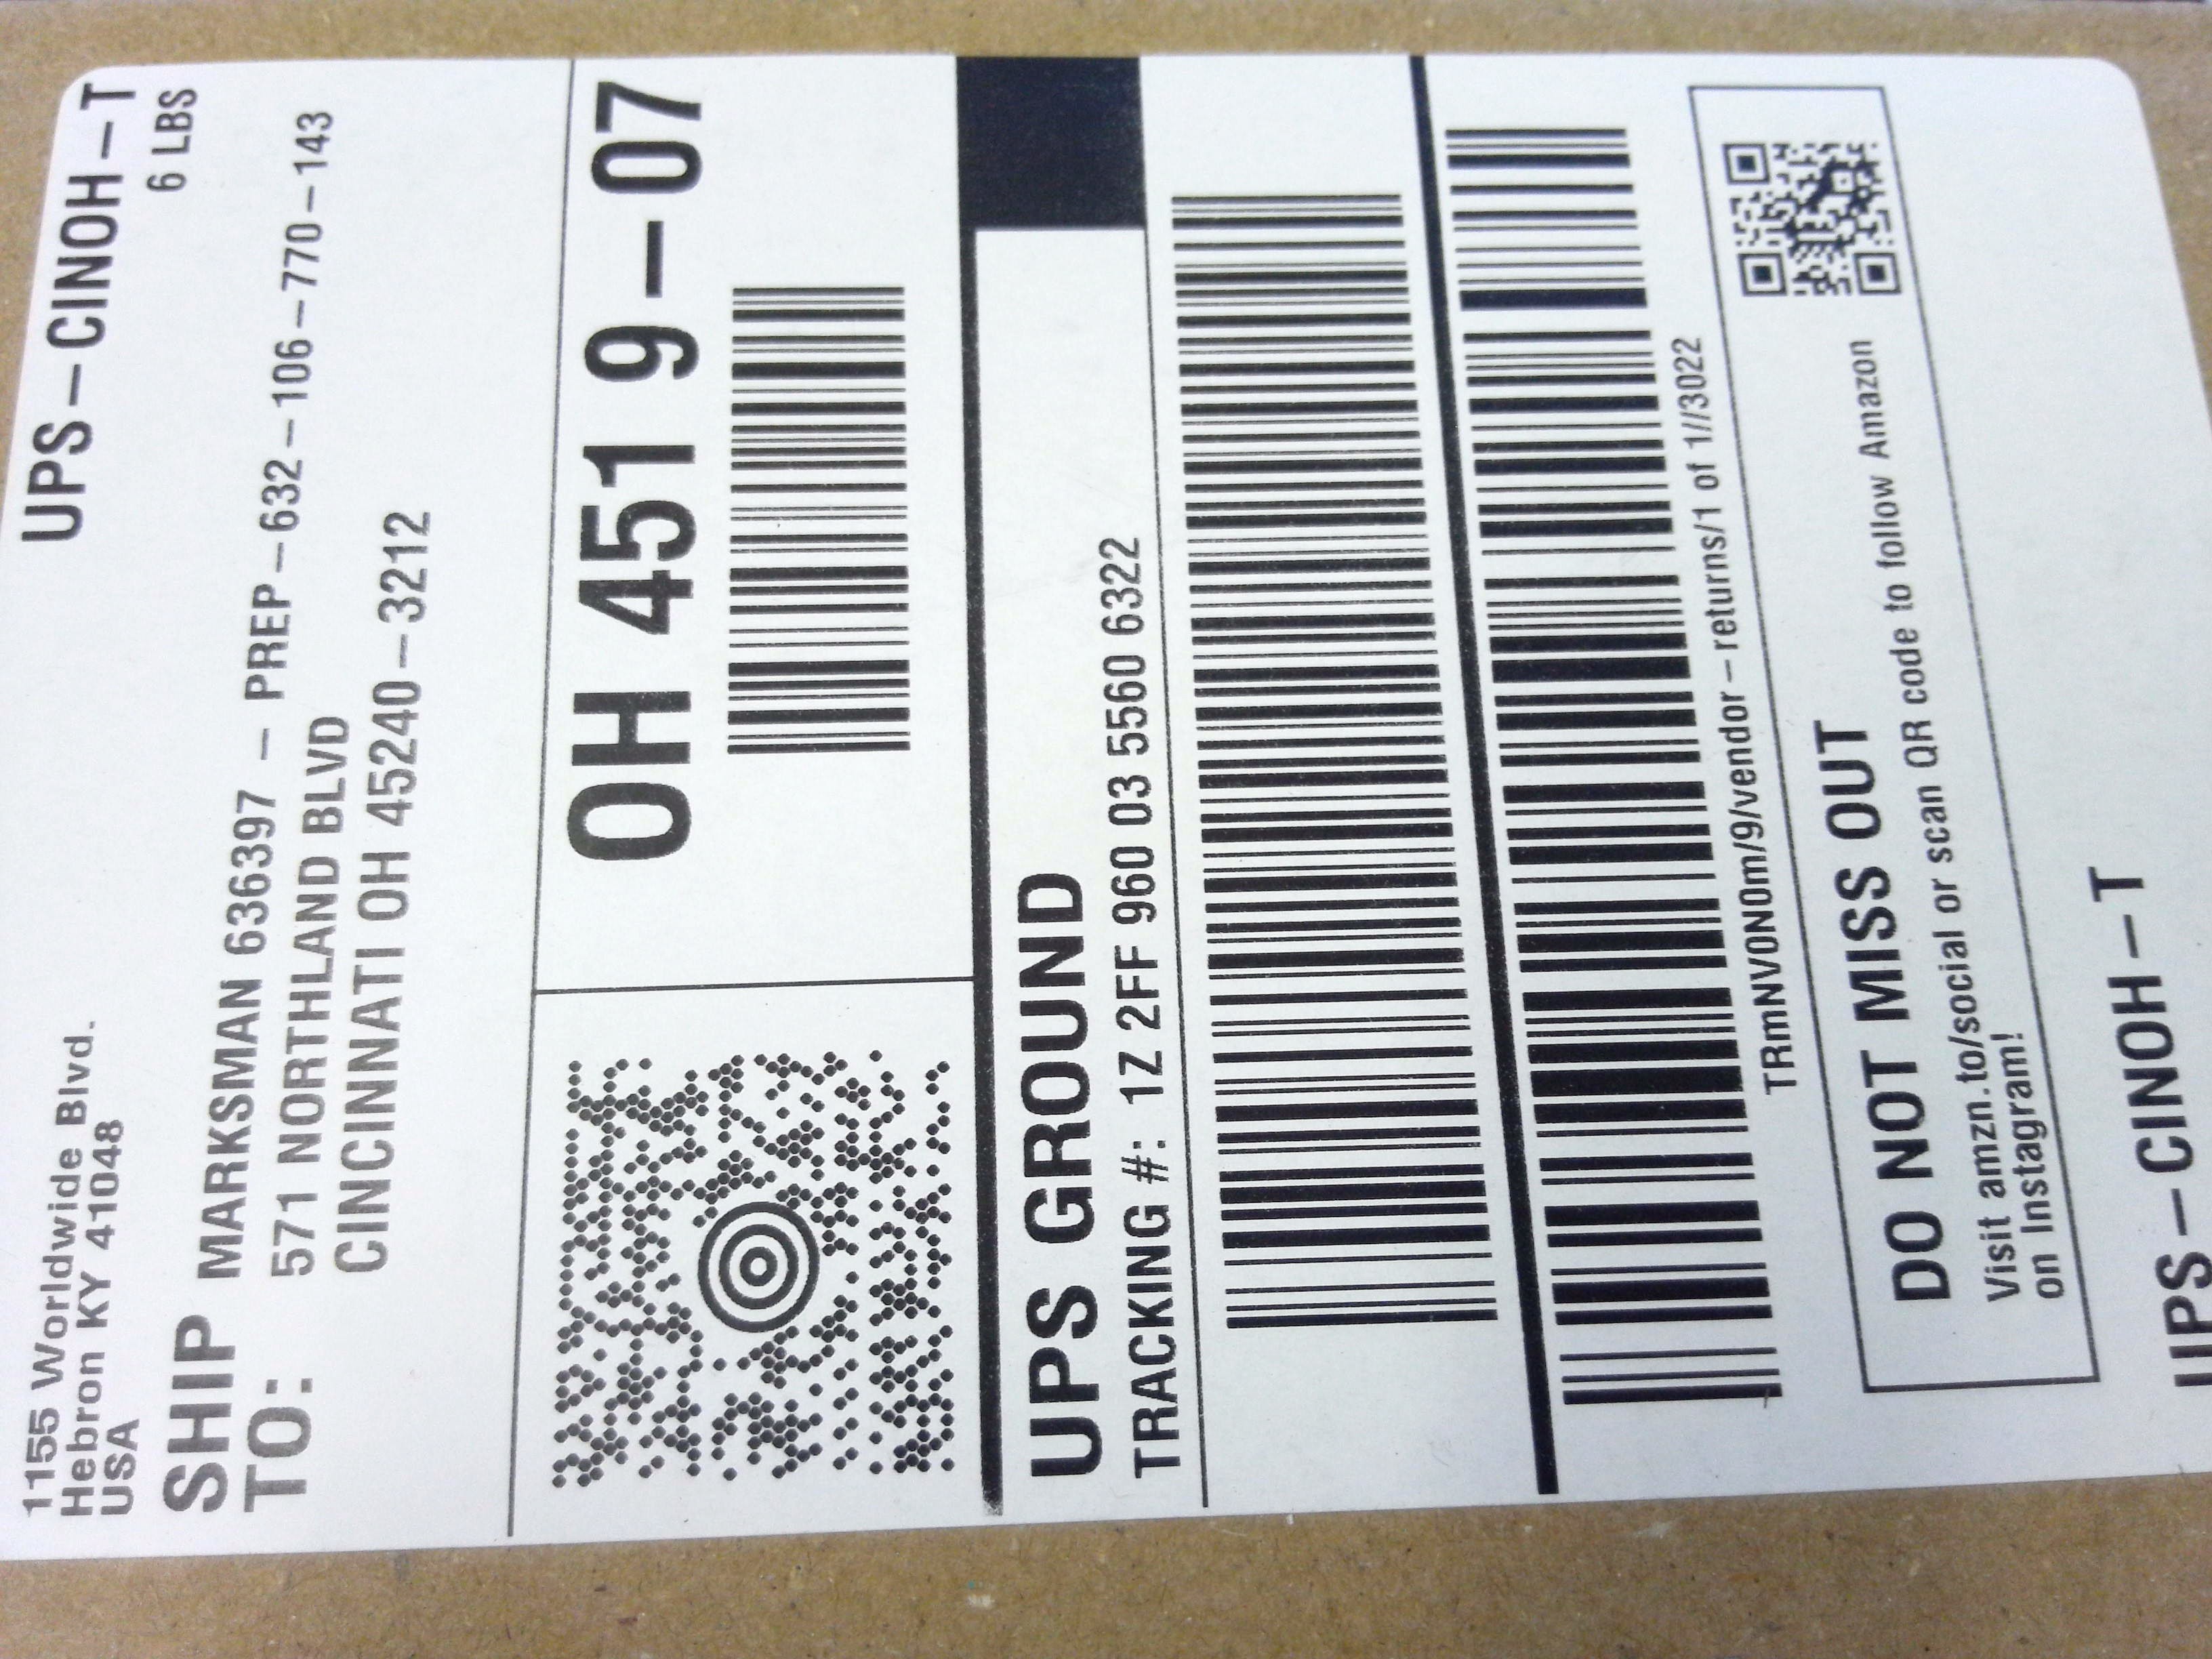 UPS-CINOH-T
6 LBS
1155 Worldwide Blvd.
Hebron KY 41048
USA
SHIP TO:
MARKSMAN 636397 - PREP-632-106-770-143
571 NORTHLAND BLVD
CINCINNATI OH 45240-3212
OH 451 9-07
UPS GROUND
TRACKING #: 1Z 2FF 960 03 5560 6322
TRmNV0N0m/9/vendor-returns/1 of 1//3022
DO NOT MISS OUT
Visit amzn.to/social or scan QR code to follow Amazon
on Instagram!
UPS-CINOH-T